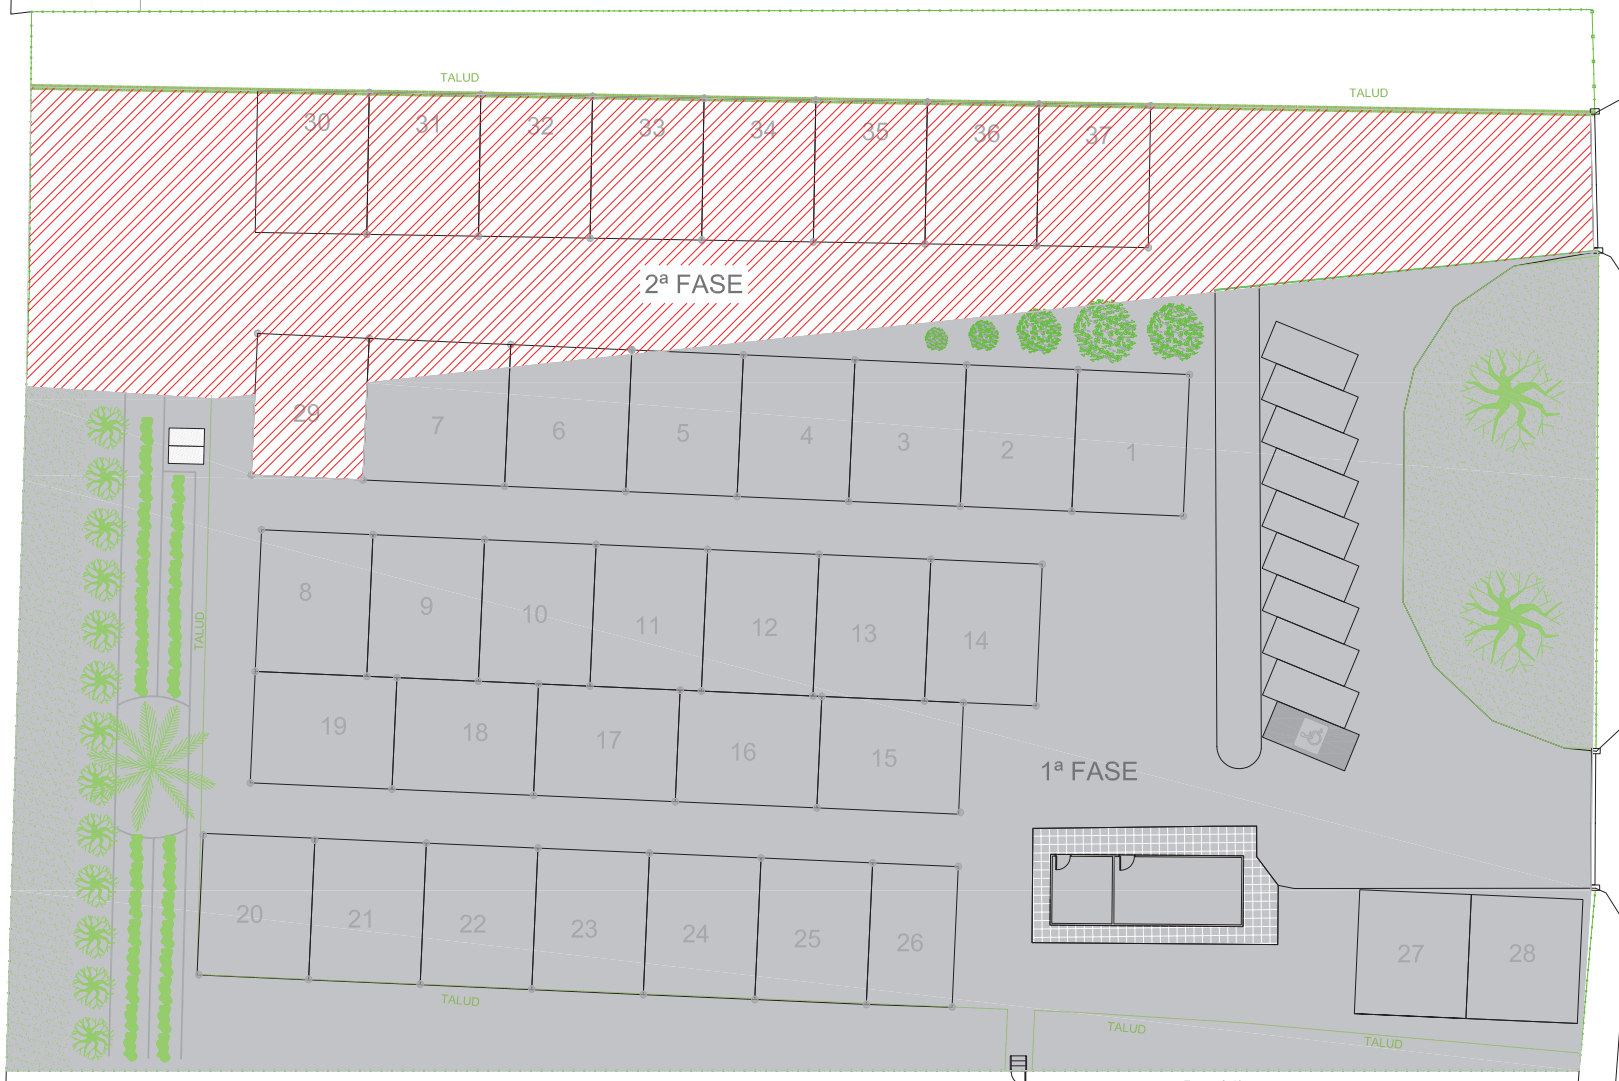 TALUD
TALUD
30 31 32 33 34 35 36 37
2ª FASE
29 7 6 5 4 3 2 1
8 9 10 11 12 13 14
TALUD
19 18 17 16 15
1ª FASE
20 21 22 23 24 25 26
27 28
TALUD
TALUD
TALUD